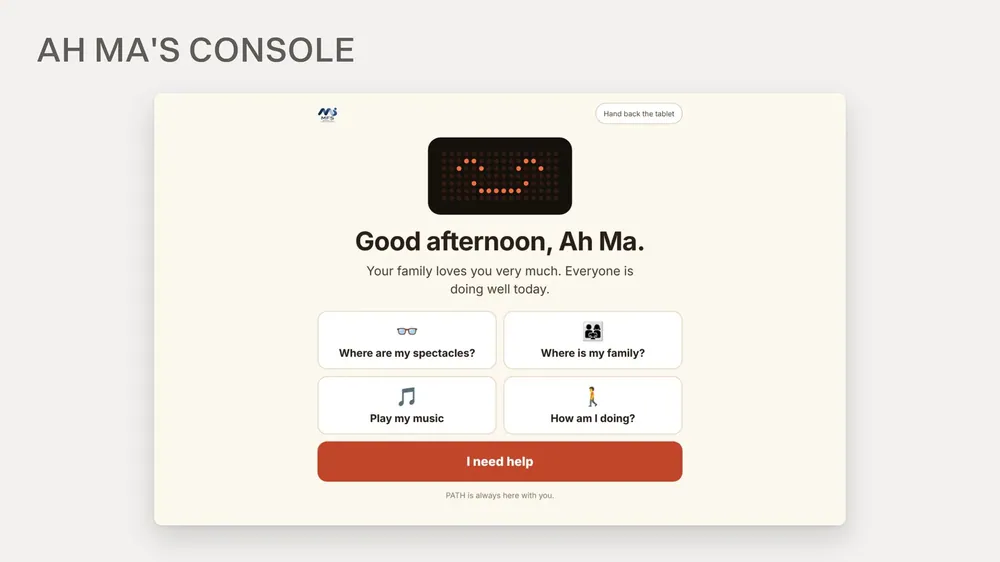 AH MA'S CONSOLE
MFS
Hand back the tablet
Good afternoon, Ah Ma.
Your family loves you very much. Everyone is
doing well today.
Where are my spectacles?
Where is my family?
Play my music
How am I doing?
I need help
PATH is always here with you.